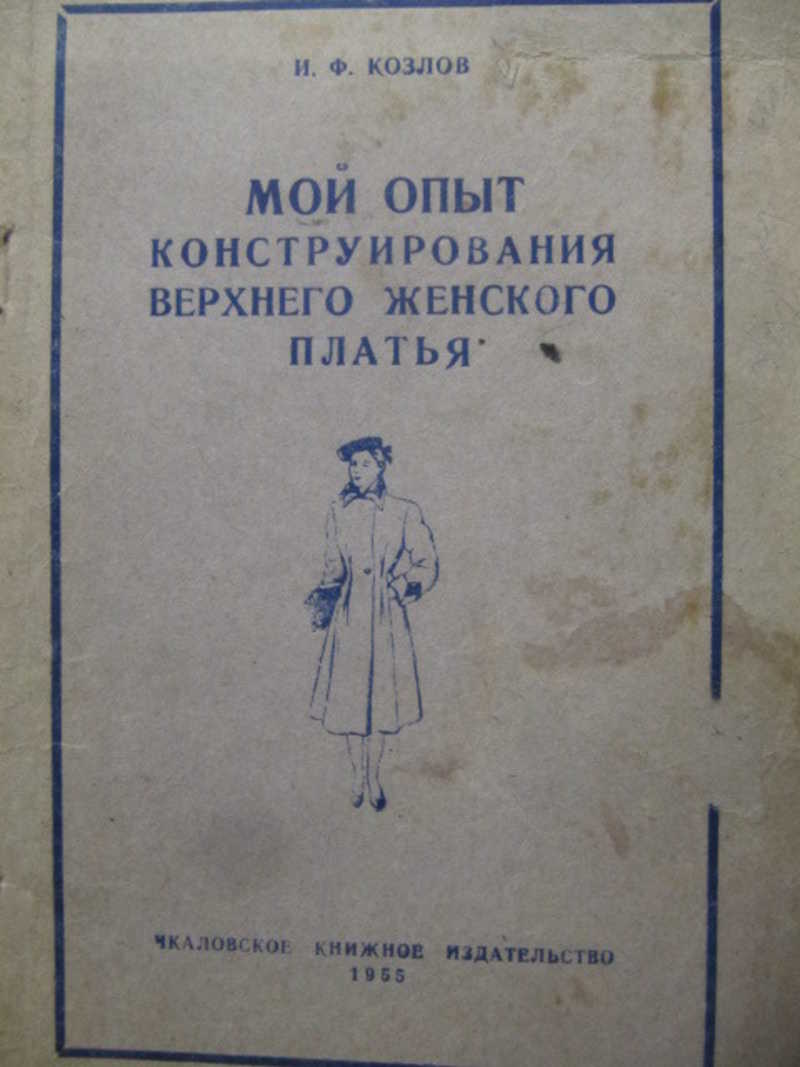 И. Ф. КОЗЛОВ
МОЙ ОПЫТ
КОНСТРУИРОВАНИЯ
ВЕРХНЕГО ЖЕНСКОГО
ПЛАТЬЯ
ЧКАЛОВСКОЕ КНИЖНОЕ ИЗДАТЕЛЬСТВО
1955